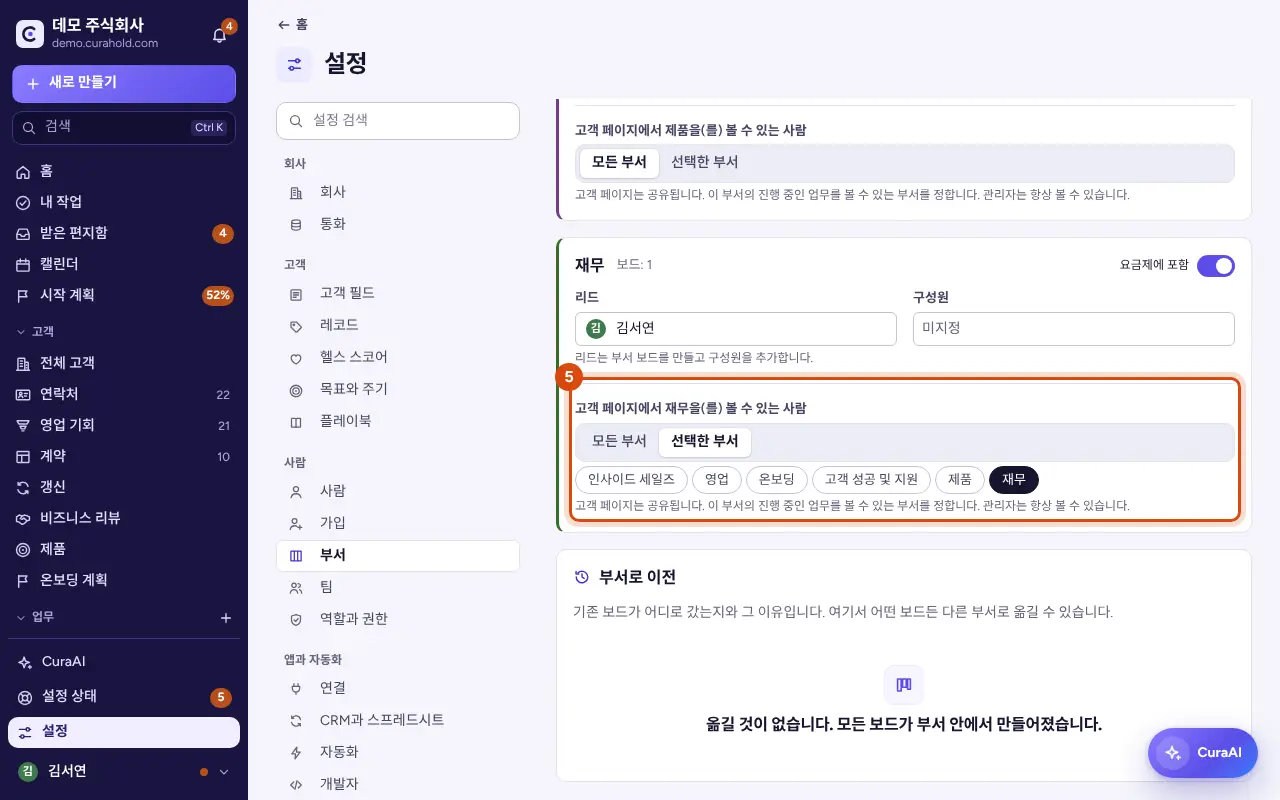 데모 주식회사
demo.curahold.com
4
새로 만들기
검색
Ctrl K
홈
내 작업
받은 편지함
4
캘린더
시작 계획
52%
고객
전체 고객
연락처
22
영업 기회
21
계약
10
갱신
비즈니스 리뷰
제품
온보딩 계획
업무
CuraAI
설정 상태
5
설정
김
김서연
홈
설정
설정 검색
회사
회사
통화
고객
고객 필드
레코드
헬스 스코어
목표와 주기
플레이북
사람
사람
가입
부서
팀
역할과 권한
앱과 자동화
연결
CRM과 스프레드시트
자동화
개발자
고객 페이지에서 제품을(를) 볼 수 있는 사람
모든 부서
선택한 부서
고객 페이지는 공유됩니다. 이 부서의 진행 중인 업무를 볼 수 있는 부서를 정합니다. 관리자는 항상 볼 수 있습니다.
재무
보드: 1
요금제에 포함
리드
구성원
김
김서연
미지정
리드는 부서 보드를 만들고 구성원을 추가합니다.
5
고객 페이지에서 재무을(를) 볼 수 있는 사람
모든 부서
선택한 부서
인사이드 세일즈
영업
온보딩
고객 성공 및 지원
제품
재무
고객 페이지는 공유됩니다. 이 부서의 진행 중인 업무를 볼 수 있는 부서를 정합니다. 관리자는 항상 볼 수 있습니다.
부서로 이전
기존 보드가 어디로 갔는지와 그 이유입니다. 여기서 어떤 보드든 다른 부서로 옮길 수 있습니다.
옮길 것이 없습니다. 모든 보드가 부서 안에서 만들어졌습니다.
CuraAI